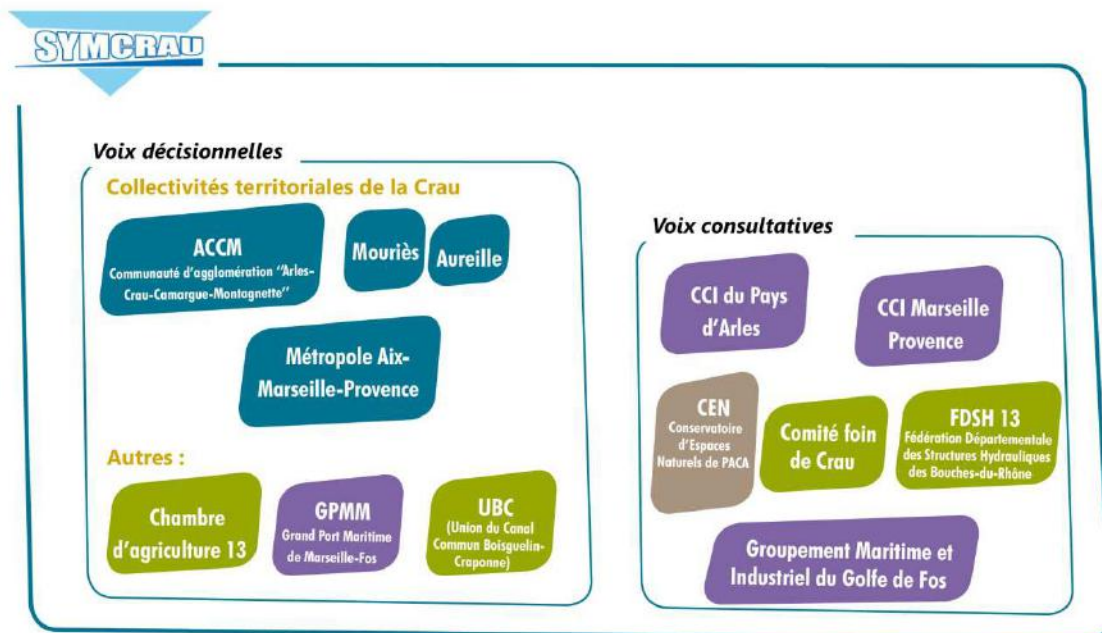 SYMCRAU
Voix décisionnelles
Collectivités territoriales de la Crau
ACCM
Communauté d'agglomération "Arles-
Crau-Camargue-Montagnette"
Mouriès
Aureille
Métropole Aix-
Marseille-Provence
Autres :
Chambre
d'agriculture 13
GPMM
Grand Port Maritime
de Marseille-Fos
UBC
(Union du Canal
Commun Boisguelin-
Craponne)
Voix consultatives
CCI du Pays
d'Arles
CCI Marseille
Provence
CEN
Conservatoire
d'Espaces
Naturels de PACA
Comité foin
de Crau
FDSH 13
Fédération Départementale
des Structures Hydrauliques
des Bouches-du-Rhône
Groupement Maritime et
Industriel du Golfe de Fos